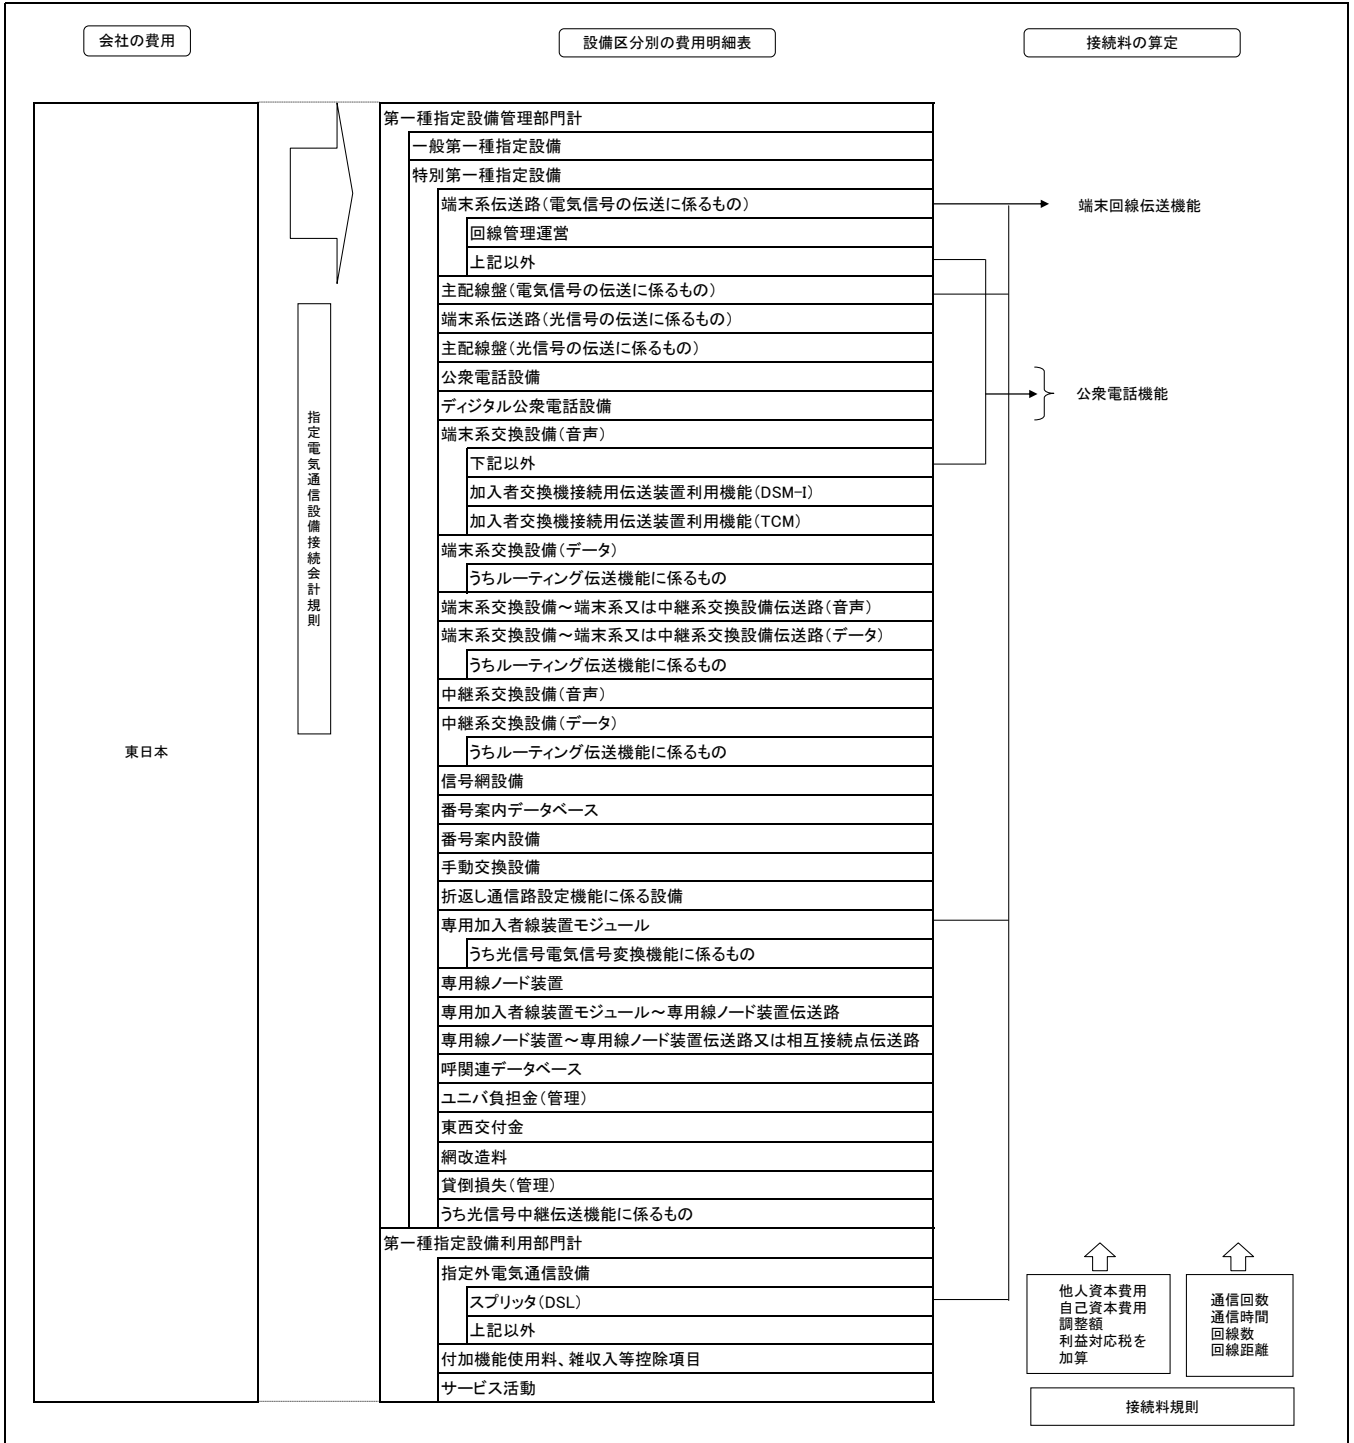 会社の費用
設備区分別の費用明細表
接続料の算定
東日本
指定電気通信設備接続会計規則
第一種指定設備管理部門計
一般第一種指定設備
特別第一種指定設備
端末系伝送路（電気信号の伝送に係るもの）
回線管理運営
上記以外
主配線盤（電気信号の伝送に係るもの）
端末系伝送路（光信号の伝送に係るもの）
主配線盤（光信号の伝送に係るもの）
公衆電話設備
ディジタル公衆電話設備
端末系交換設備（音声）
下記以外
加入者交換機接続用伝送装置利用機能（DSM-I）
加入者交換機接続用伝送装置利用機能（TCM）
端末系交換設備（データ）
うちルーティング伝送機能に係るもの
端末系交換設備～端末系又は中継系交換設備伝送路（音声）
端末系交換設備～端末系又は中継系交換設備伝送路（データ）
うちルーティング伝送機能に係るもの
中継系交換設備（音声）
中継系交換設備（データ）
うちルーティング伝送機能に係るもの
信号網設備
番号案内データベース
番号案内設備
手動交換設備
折返し通信路設定機能に係る設備
専用加入者線装置モジュール
うち光信号電気信号変換機能に係るもの
専用線ノード装置
専用加入者線装置モジュール～専用線ノード装置伝送路
専用線ノード装置～専用線ノード装置伝送路又は相互接続点伝送路
呼関連データベース
ユニバ負担金（管理）
東西交付金
網改造料
貸倒損失（管理）
うち光信号中継伝送機能に係るもの
第一種指定設備利用部門計
指定外電気通信設備
スプリッタ（DSL）
上記以外
付加機能使用料、雑収入等控除項目
サービス活動
端末回線伝送機能
公衆電話機能
他人資本費用
自己資本費用
調整額
利益対応税を
加算
通信回数
通信時間
回線数
回線距離
接続料規則